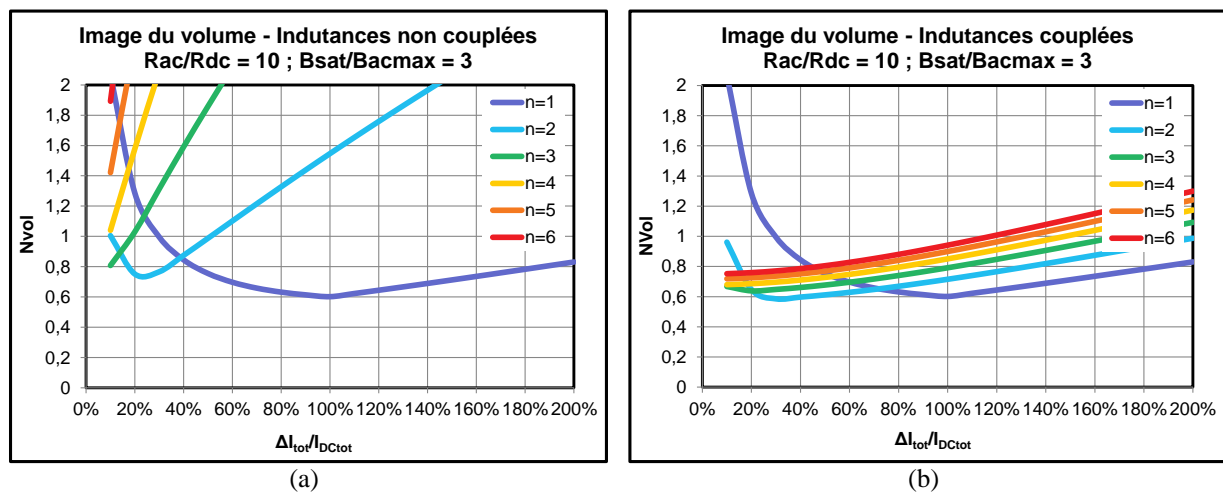 Image du volume - Indutances non couplées
Rac/Rdc = 10 ; Bsat/Bacmax = 3
2
1,8
1,6
1,4
1,2
1
0,8
0,6
0,4
0,2
0
Nvol
n=1
n=2
n=3
n=4
n=5
n=6
0% 20% 40% 60% 80% 100% 120% 140% 160% 180% 200%
ΔItot/IDCtot
(a)
Image du volume - Indutances couplées
Rac/Rdc = 10 ; Bsat/Bacmax = 3
2
1,8
1,6
1,4
1,2
1
0,8
0,6
0,4
0,2
0
NVol
n=1
n=2
n=3
n=4
n=5
n=6
0% 20% 40% 60% 80% 100% 120% 140% 160% 180% 200%
ΔItot/IDCtot
(b)